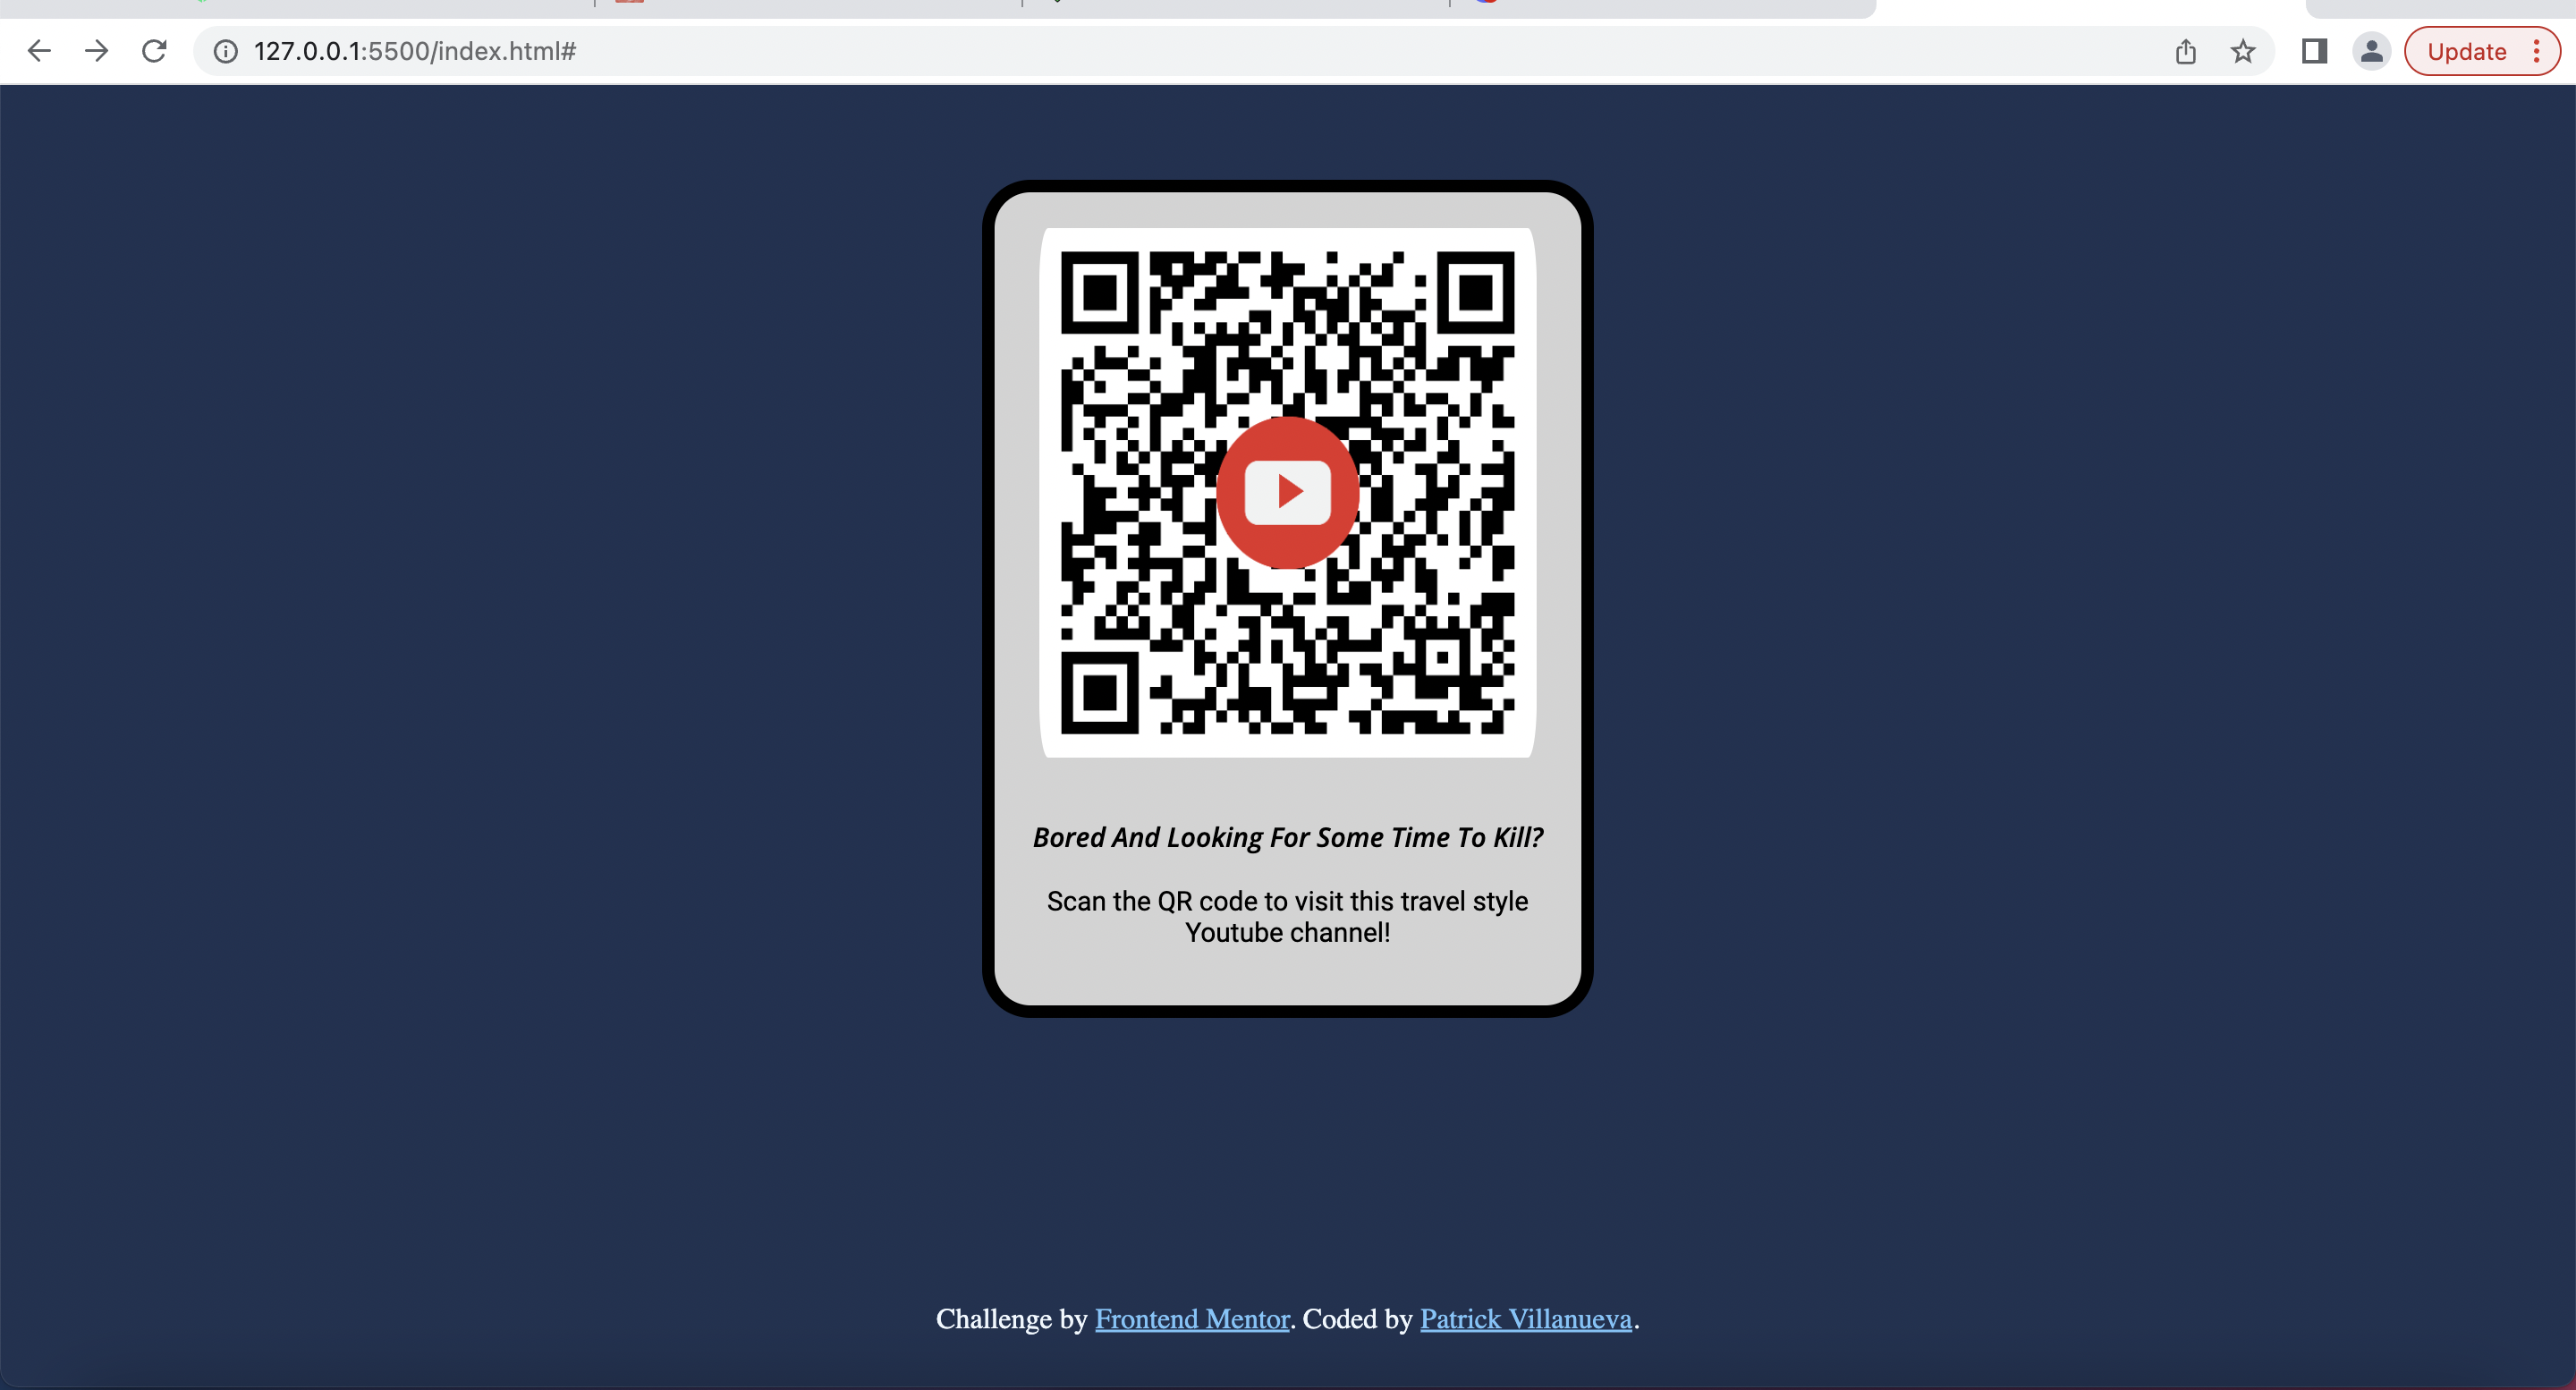 127.0.0.1:5500/index.html#
Update
Bored And Looking For Some Time To Kill?
Scan the QR code to visit this travel style
Youtube channel!
Challenge by Frontend Mentor. Coded by Patrick Villanueva.